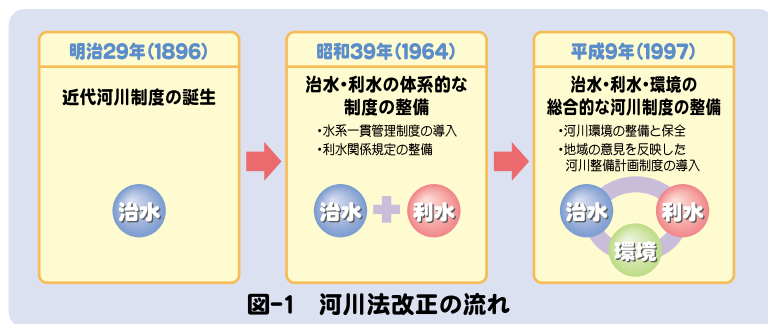 明治29年(1896)
近代河川制度の誕生
治水
昭和39年(1964)
治水・利水の体系的な
制度の整備
・水系一貫管理制度の導入
・利水関係規定の整備
治水
利水
平成9年(1997)
治水・利水・環境の
総合的な河川制度の整備
・河川環境の整備と保全
・地域の意見を反映した
河川整備計画制度の導入
治水
利水
環境
図-1 河川法改正の流れ